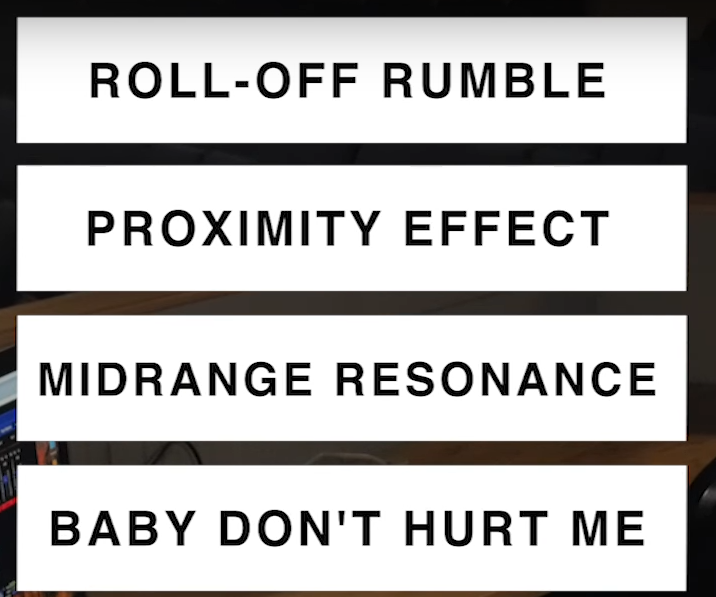 ROLL-OFF RUMBLE
PROXIMITY EFFECT
MIDRANGE RESONANCE
BABY DON'T HURT ME